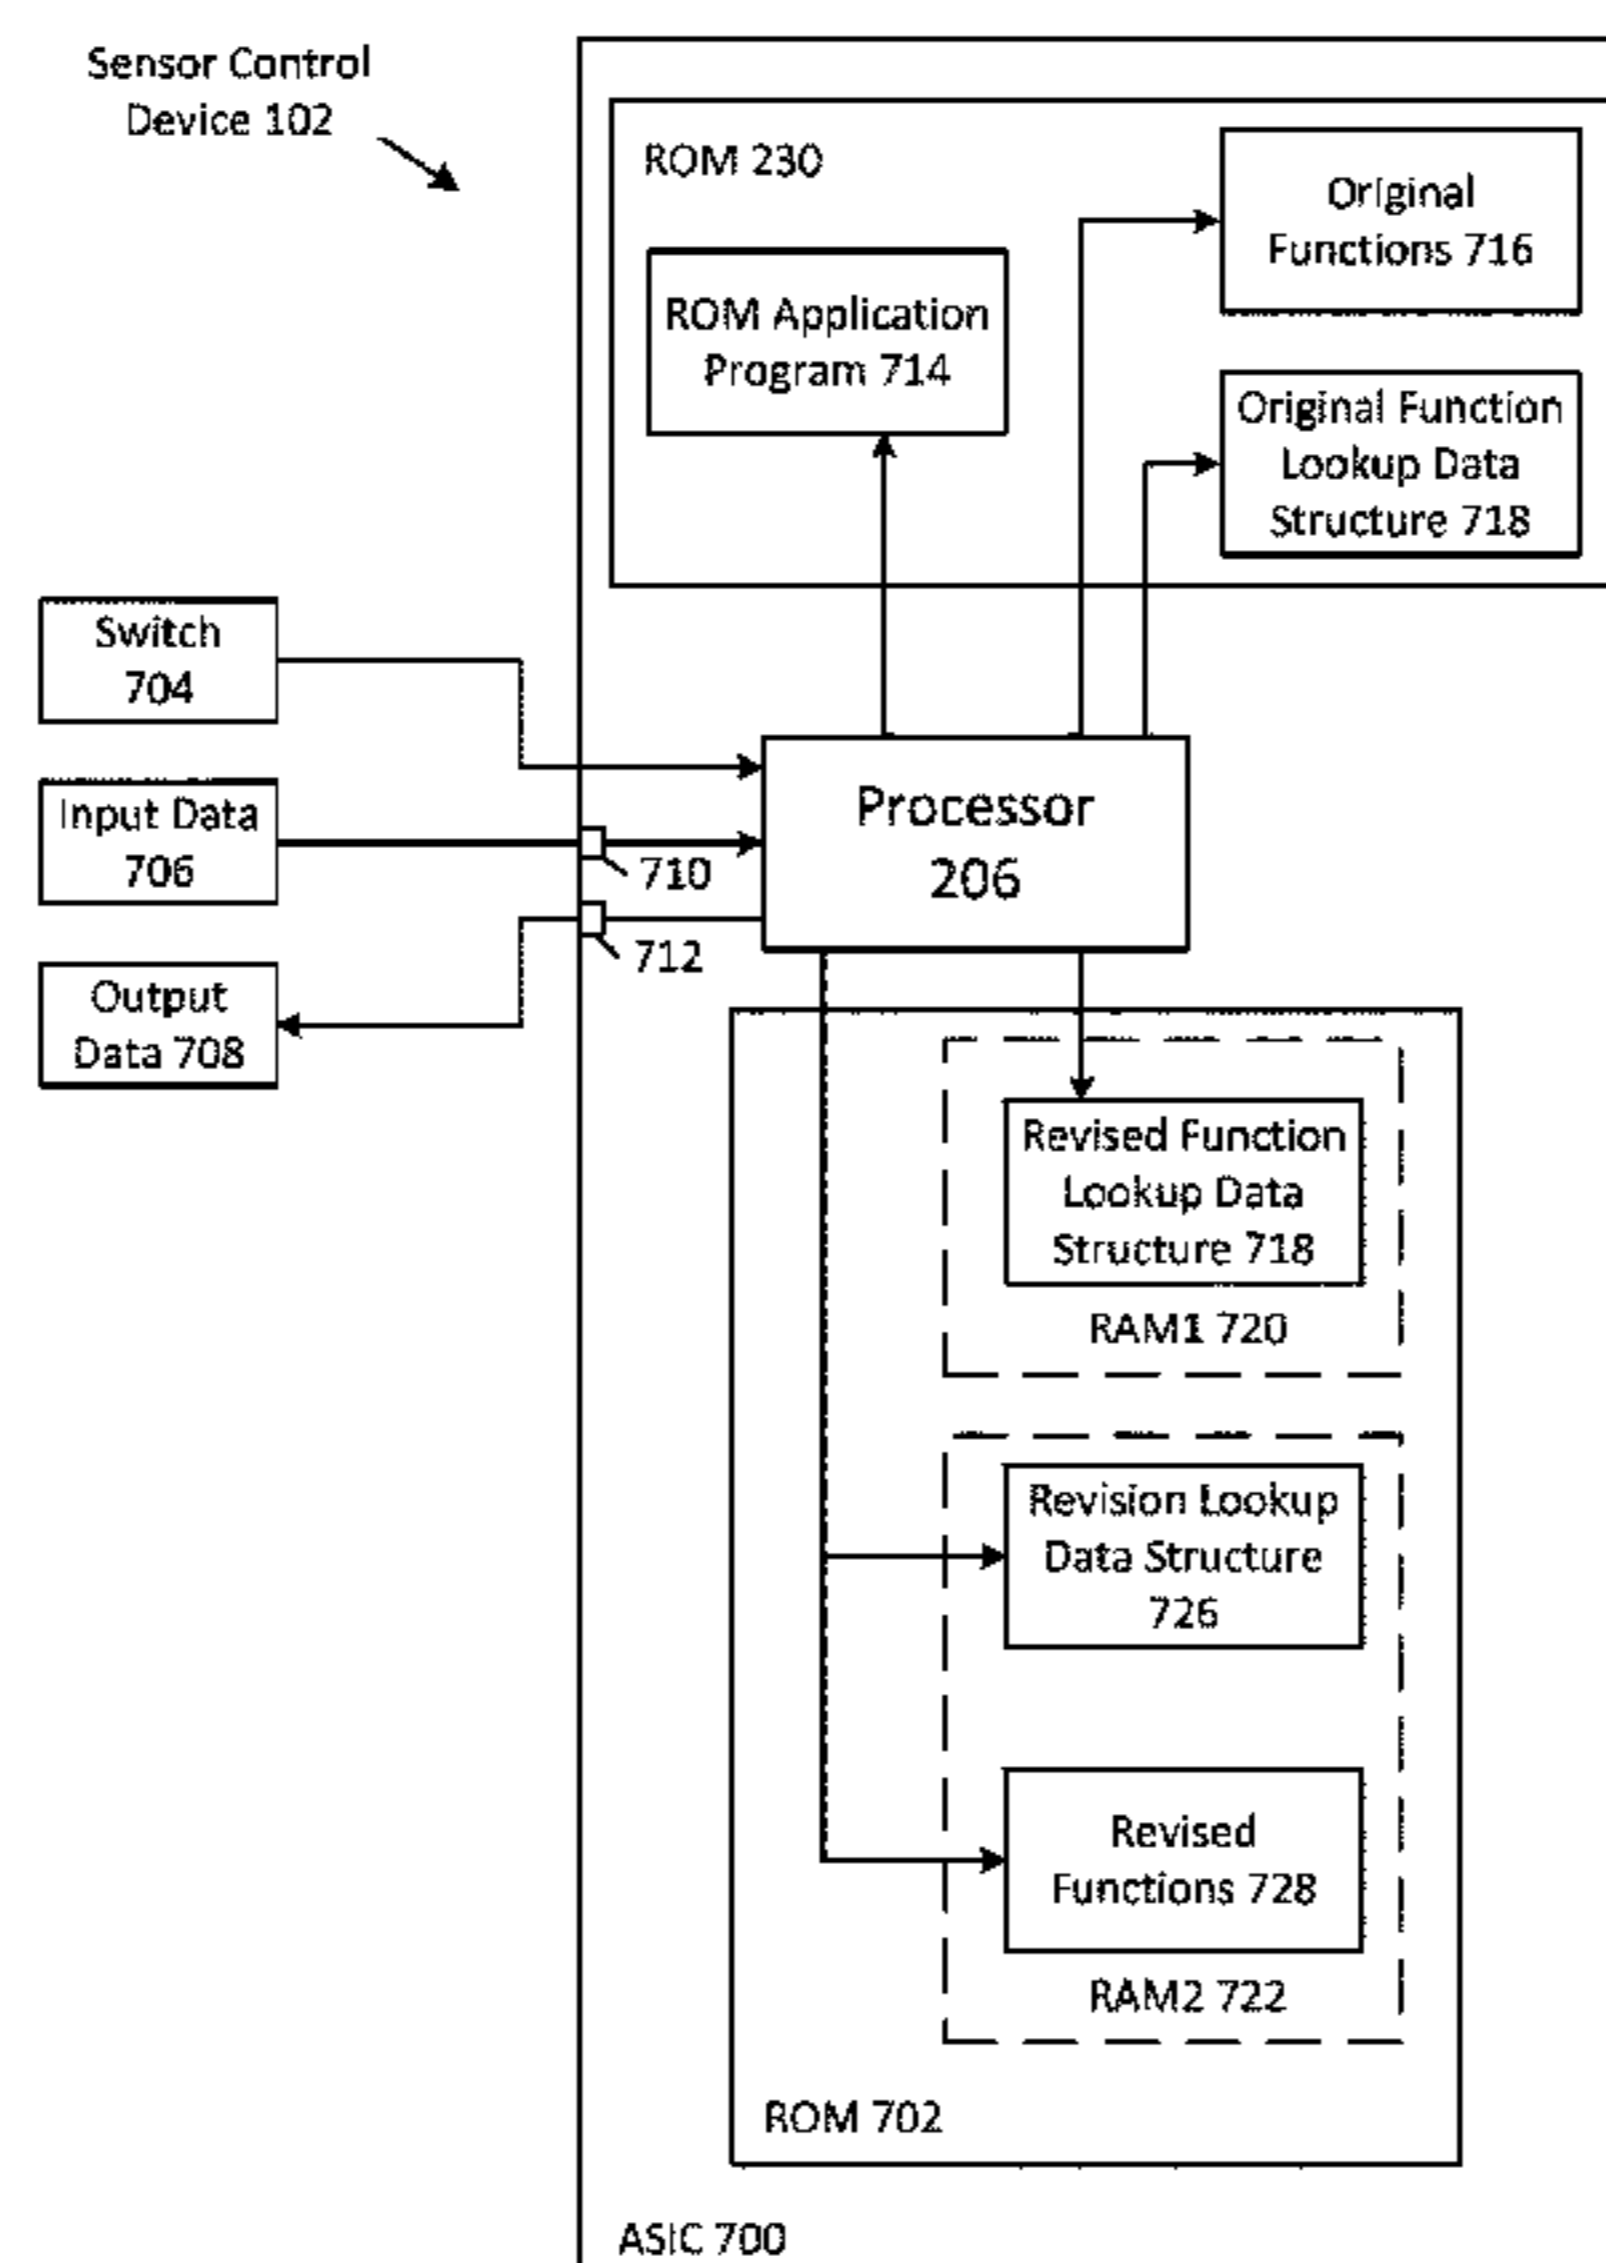 Sensor Control
Device 102
ROM 230
Original
Functions 716
ROM Application
Program 714
Original Function
Lookup Data
Structure 718
Switch
704
Input Data
706
Output
Data 708
710
712
Processor
206
Revised Function
Lookup Data
Structure 718
RAM1 720
Revision Lookup
Data Structure
726
Revised
Functions 728
RAM2 722
ROM 702
ASIC 700